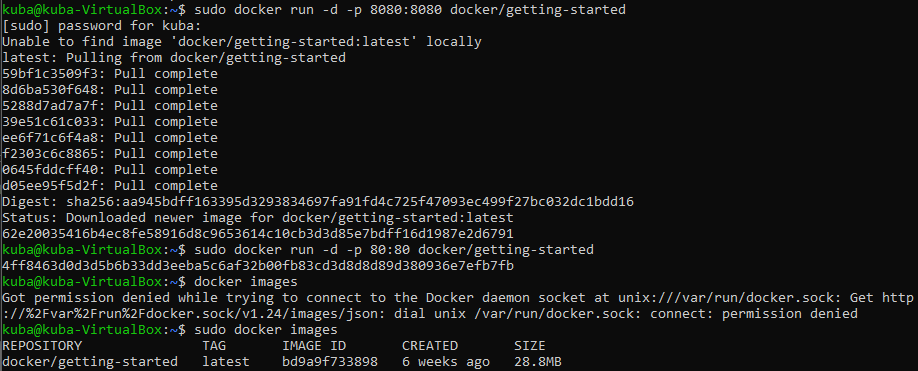 kuba@kuba-VirtualBox:~$ sudo docker run -d -p 8080:8080 docker/getting-started
[sudo] password for kuba:
Unable to find image 'docker/getting-started:latest' locally
latest: Pulling from docker/getting-started
59bf1c3509f3: Pull complete
8d6ba530f648: Pull complete
5288d7ad7a7f: Pull complete
39e51c61c033: Pull complete
ee6f71c6f4a8: Pull complete
f2303c6c8865: Pull complete
0645fddcff40: Pull complete
d05ee95f5d2f: Pull complete
Digest: sha256:aa945bdff163395d3293834697fa91fd4c725f47093ec499f27bc032dc1bdd16
Status: Downloaded newer image for docker/getting-started:latest
62e20035416b4ec8fe58916d8c9653614c10cb3d3d85e7bdff16d1987e2d6791
kuba@kuba-VirtualBox:~$ sudo docker run -d -p 80:80 docker/getting-started
4ff8463d0d3d5b6b33dd3eeba5c6af32b00fb83cd3d8d8d89d380936e7efb7fb
kuba@kuba-VirtualBox:~$ docker images
Got permission denied while trying to connect to the Docker daemon socket at unix:///var/run/docker.sock: Get http
://%2Fvar%2Frun%2Fdocker.sock/v1.24/images/json: dial unix /var/run/docker.sock: connect: permission denied
kuba@kuba-VirtualBox:~$ sudo docker images
REPOSITORY TAG IMAGE ID CREATED SIZE
docker/getting-started latest bd9a9f733898 6 weeks ago 28.8MB